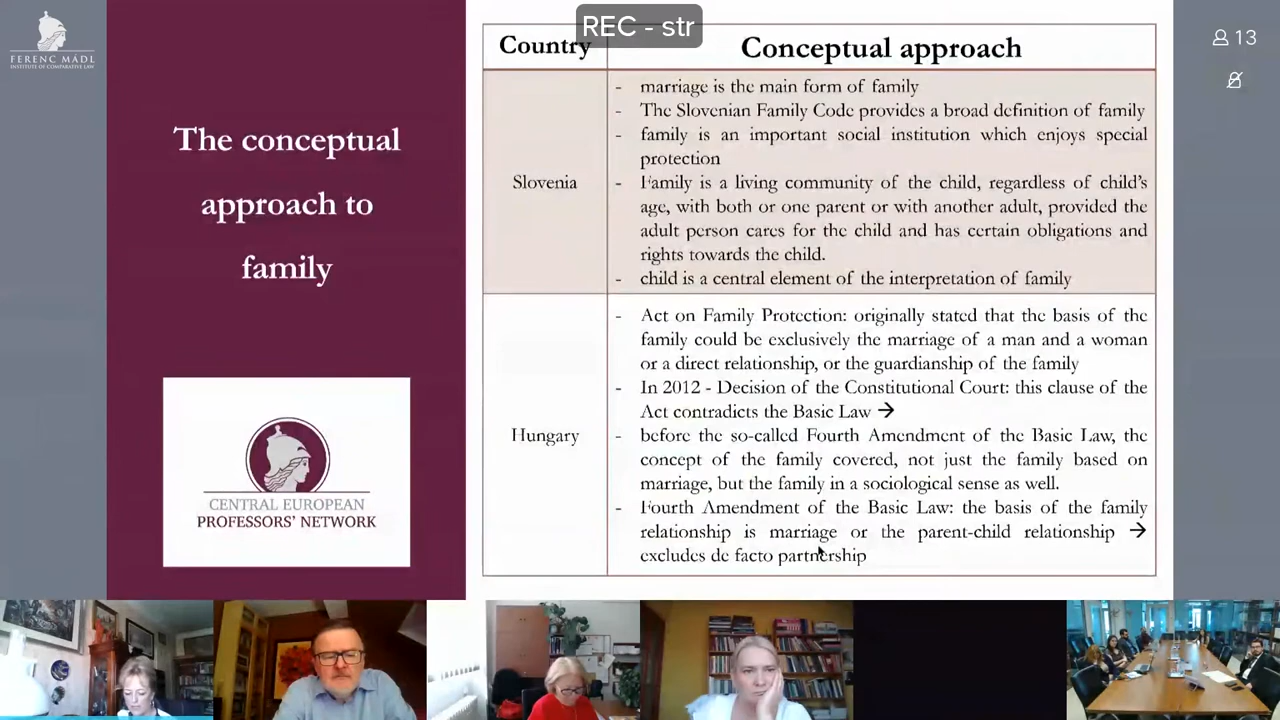 FERENC MÁDL
INSTITUTE OF COMPARATIVE LAW
REC - str
13
The conceptual
approach to
family
CENTRAL EUROPEAN
PROFESSORS' NETWORK
Country
Conceptual approach
Slovenia
- marriage is the main form of family
- The Slovenian Family Code provides a broad definition of family
- family is an important social institution which enjoys special
protection
- Family is a living community of the child, regardless of child's
age, with both or one parent or with another adult, provided the
adult person cares for the child and has certain obligations and
rights towards the child.
- child is a central element of the interpretation of family
Hungary
- Act on Family Protection: originally stated that the basis of the
family could be exclusively the marriage of a man and a woman
or a direct relationship, or the guardianship of the family
- In 2012 - Decision of the Constitutional Court: this clause of the
Act contradicts the Basic Law →
- before the so-called Fourth Amendment of the Basic Law, the
concept of the family covered, not just the family based on
marriage, but the family in a sociological sense as well.
- Fourth Amendment of the Basic Law: the basis of the family
relationship is marriage or the parent-child relationship →
excludes de facto partnership